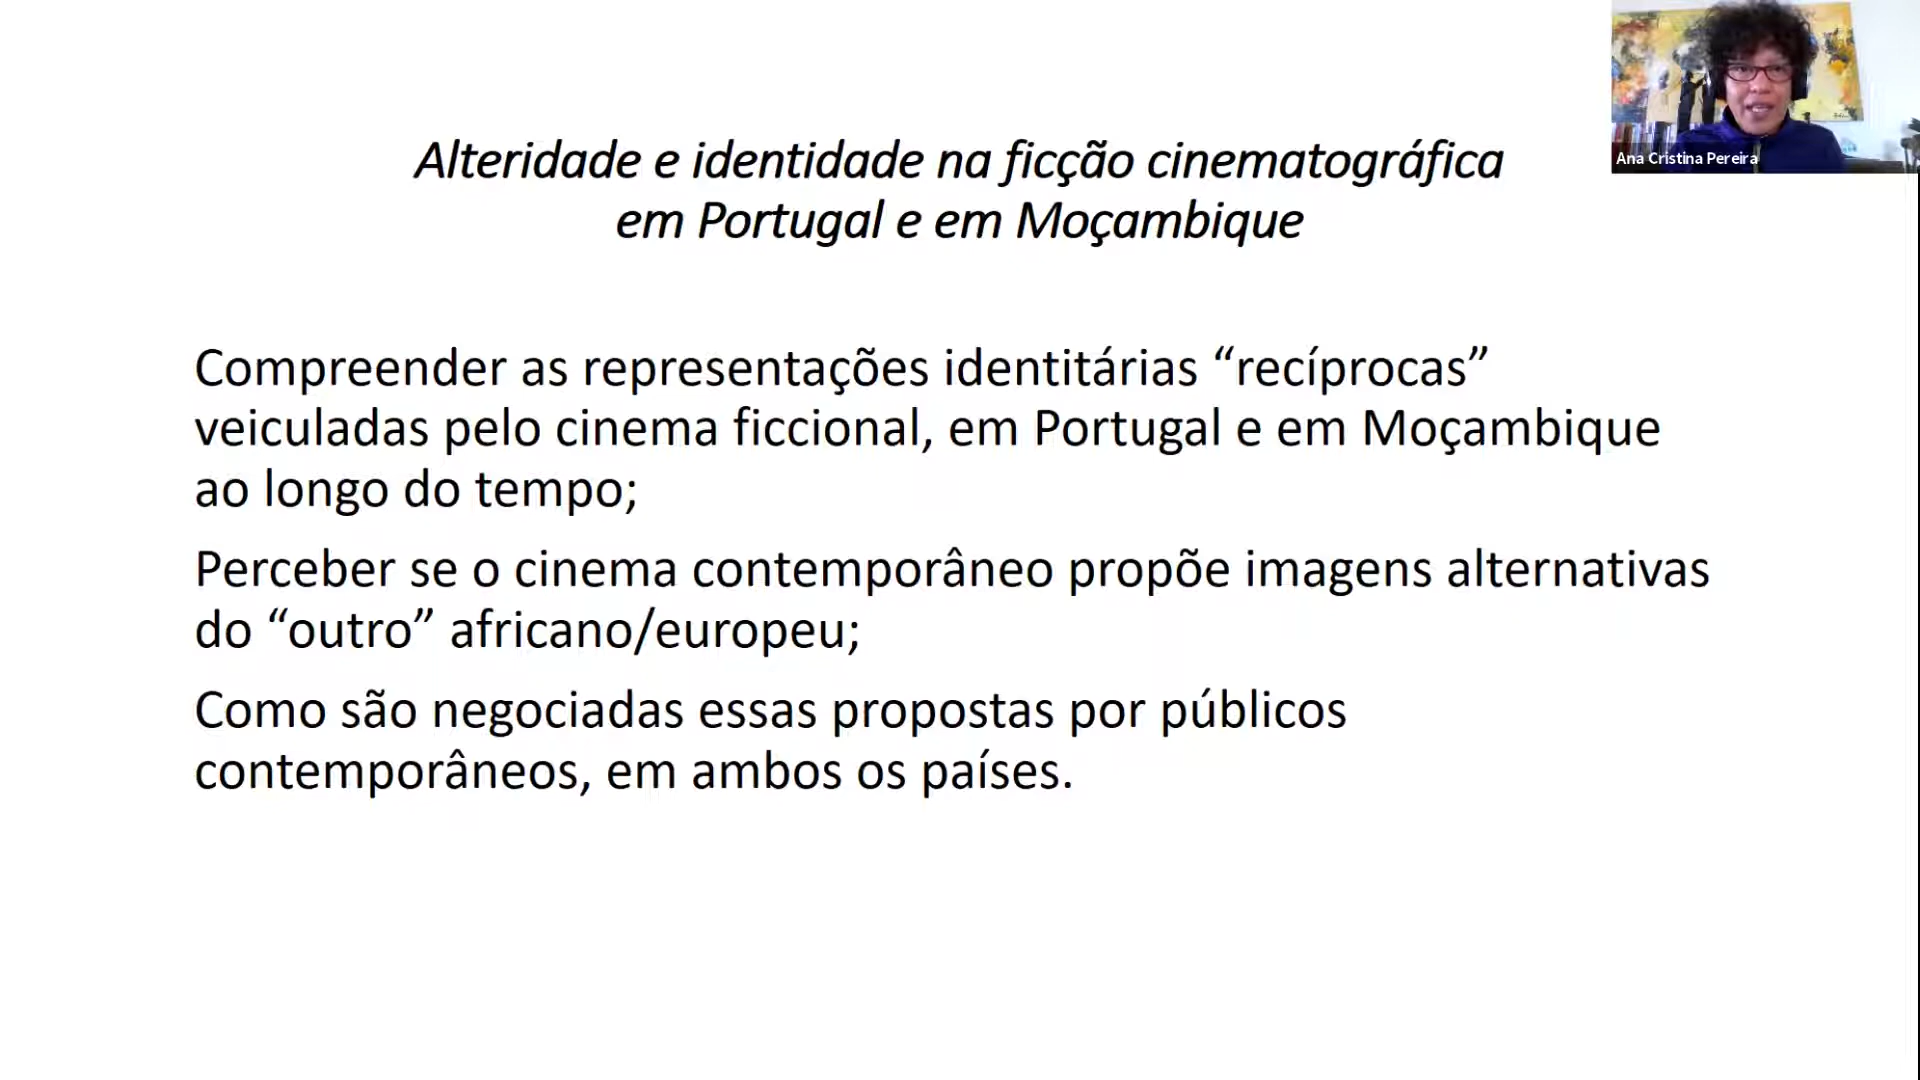 Alteridade e identidade na ficção cinematográfica
em Portugal e em Moçambique
Ana Cristina Pereira
Compreender as representações identitárias “recíprocas”
veiculadas pelo cinema ficcional, em Portugal e em Moçambique
ao longo do tempo;
Perceber se o cinema contemporâneo propõe imagens alternativas
do “outro” africano/europeu;
Como são negociadas essas propostas por públicos
contemporâneos, em ambos os países.